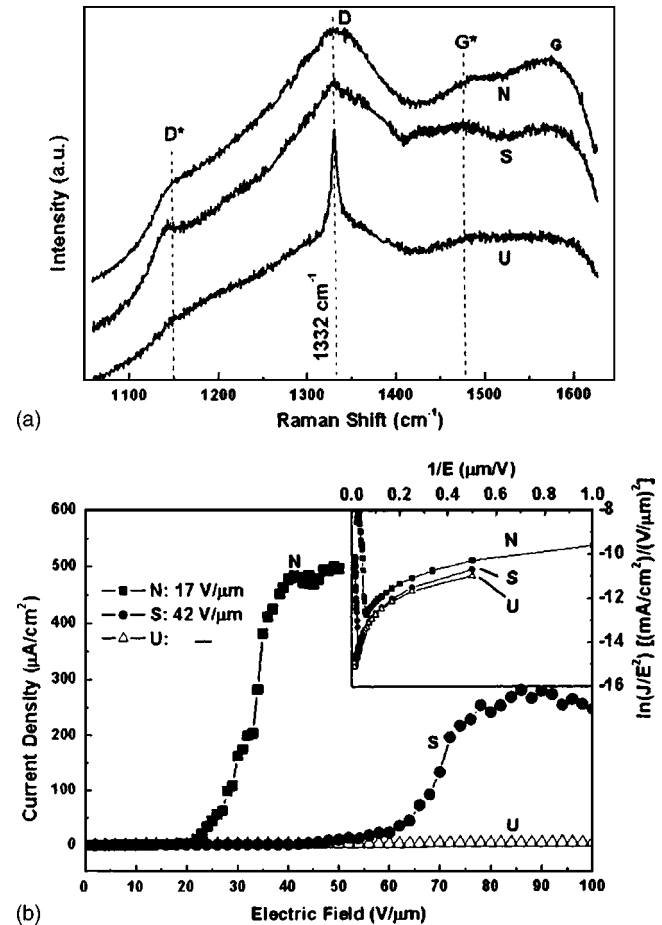 D
G*
G
D*
N
S
U
1332 cm⁻¹
Intensity (a.u.)
1100 1200 1300 1400 1500 1600
Raman Shift (cm⁻¹)
(a)
1/E (μm/V)
0.0 0.2 0.4 0.6 0.8 1.0
-8
-10
-12
-14
-16
ln(J/E²) [(mA/cm²)/(V/μm)²]
N
S
U
600
500
400
300
200
100
0
Current Density (μA/cm²)
N
N: 17 V/μm
S: 42 V/μm
U: —
S
U
0 10 20 30 40 50 60 70 80 90 100
Electric Field (V/μm)
(b)